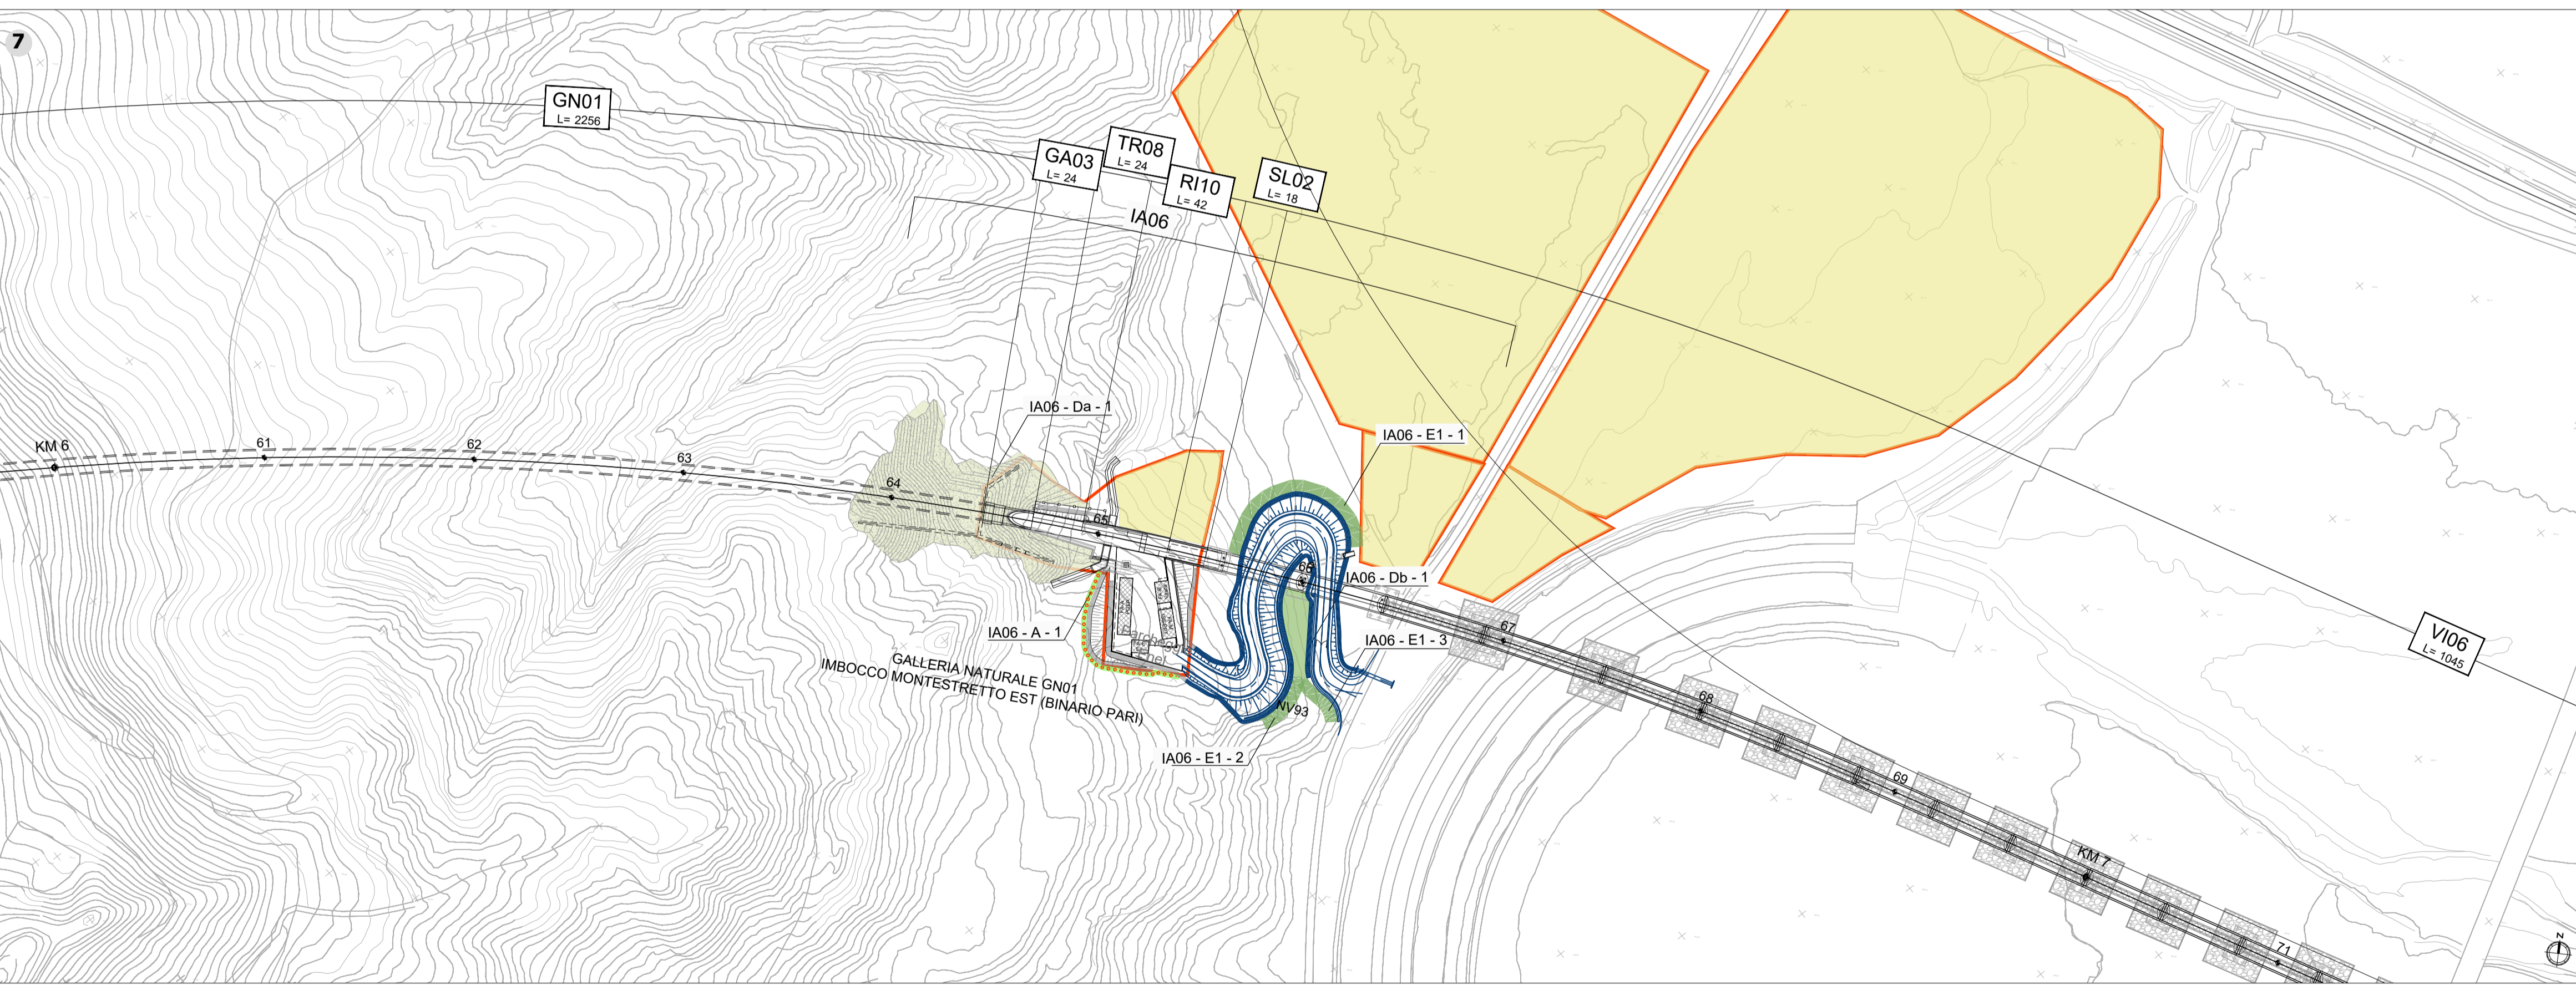 7
GN01
L= 2256
GA03
L= 24
TR08
L= 24
RI10
L= 42
SL02
L= 18
IA06
IA06 - Da - 1
IA06 - E1 - 1
KM 6
61
62
63
64
65
66
IA06 - Db - 1
IA06 - A - 1
IA06 - E1 - 3
67
GALLERIA NATURALE GN01
IMBOCCO MONTESTRETTO EST (BINARIO PARI)
NV93
IA06 - E1 - 2
68
69
VI06
L= 1045
KM 7
71
N